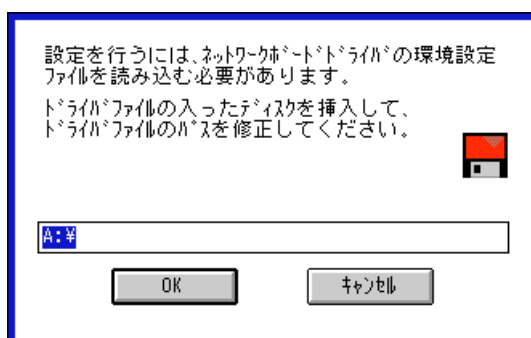 設定を行うには、ﾈｯﾄﾜｰｸﾎﾞｰﾄﾞﾄﾞﾗｲﾊﾞの環境設定
ﾌｧｲﾙを読み込む必要があります。
ﾄﾞﾗｲﾊﾞﾌｧｲﾙの入ったﾃﾞｨｽｸを挿入して、
ﾄﾞﾗｲﾊﾞﾌｧｲﾙのﾊﾟｽを修正してください。
A:¥
OK
ｷｬﾝｾﾙ